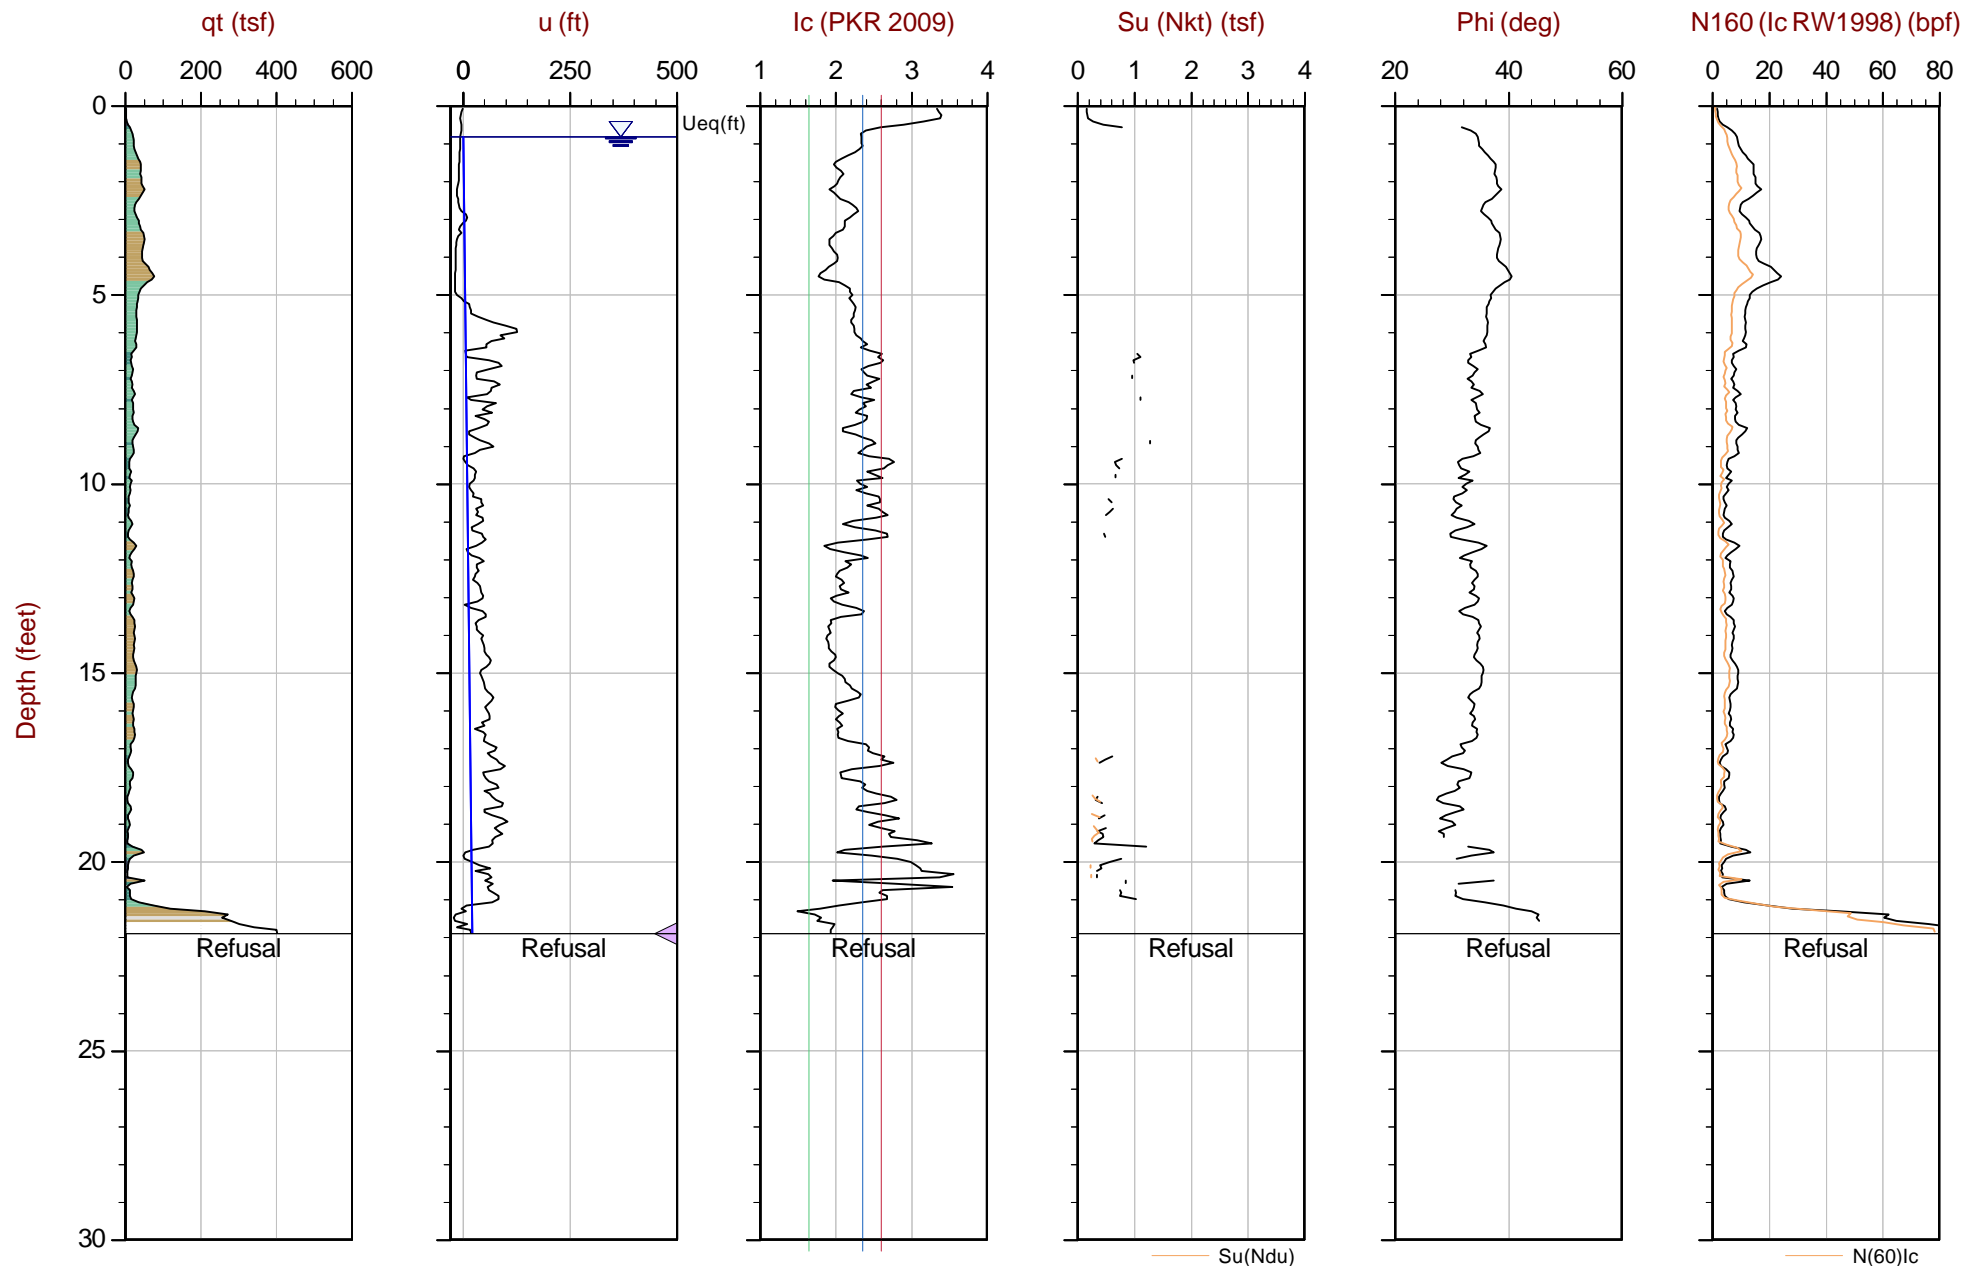 qt (tsf) u (ft) Ic (PKR 2009) Su (Nkt) (tsf) Phi (deg) N160 (Ic RW1998) (bpf)
0 200 400 600 0 250 500 1 2 3 4 0 1 2 3 4 20 40 60 0 20 40 60 80
0
Ueq(ft)
5
10
Depth (feet)
15
20
Refusal Refusal Refusal Refusal Refusal Refusal
25
30
Su(Ndu) N(60)Ic